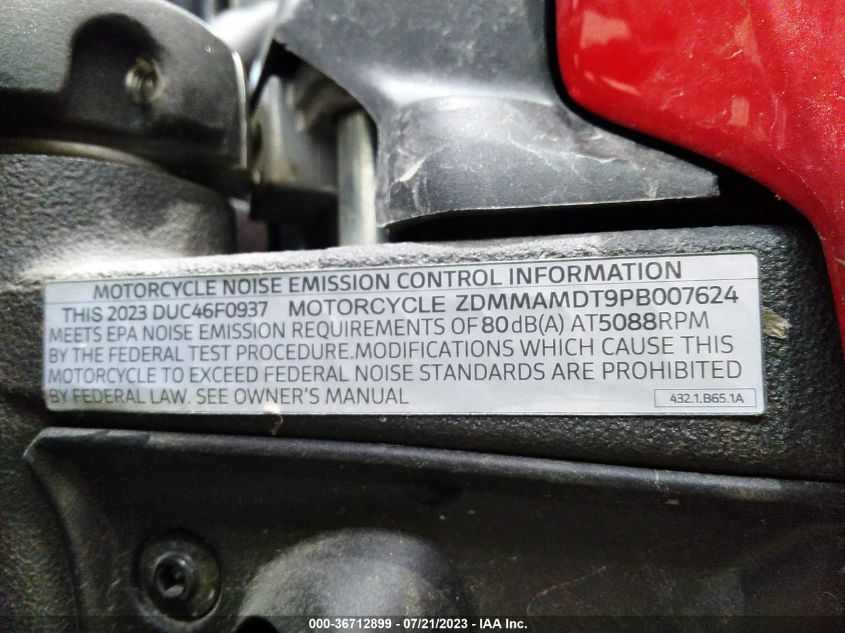 MOTORCYCLE NOISE EMISSION CONTROL INFORMATION
THIS 2023 DUC46F0937 MOTORCYCLE ZDMMAMDT9PB007624
MEETS EPA NOISE EMISSION REQUIREMENTS OF 80dB(A) AT5088RPM
BY THE FEDERAL TEST PROCEDURE.MODIFICATIONS WHICH CAUSE THIS
MOTORCYCLE TO EXCEED FEDERAL NOISE STANDARDS ARE PROHIBITED
BY FEDERAL LAW. SEE OWNER'S MANUAL
432.1.B65.1A
000-36712899 / 07/21/2023 / IAA Inc.